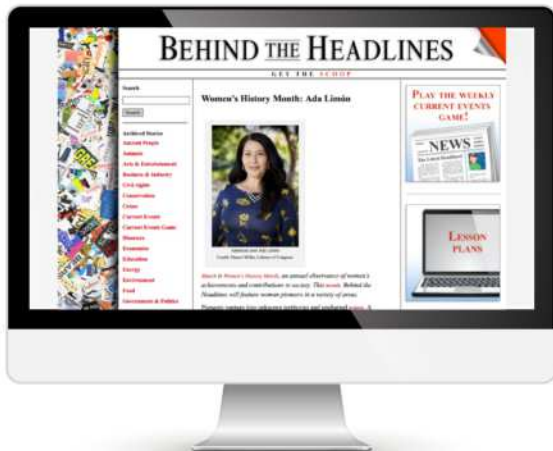 BEHIND THE HEADLINES
GET THE SCOOP
Search
Search
Archived Stories
Ancient People
Animals
Arts & Entertainment
Business & Industry
Civil rights
Conservation
Crime
Current Events
Current Events Game
Disasters
Economics
Education
Energy
Environment
Food
Government & Politics
Women's History Month: Ada Limón
March is Women's History Month, an annual observance of women's
achievements and contributions to society. This month, Behind the
Headlines will feature women pioneers in a variety of areas.
PLAY THE WEEKLY
CURRENT EVENTS
GAME!
NEWS
LESSON
PLANS